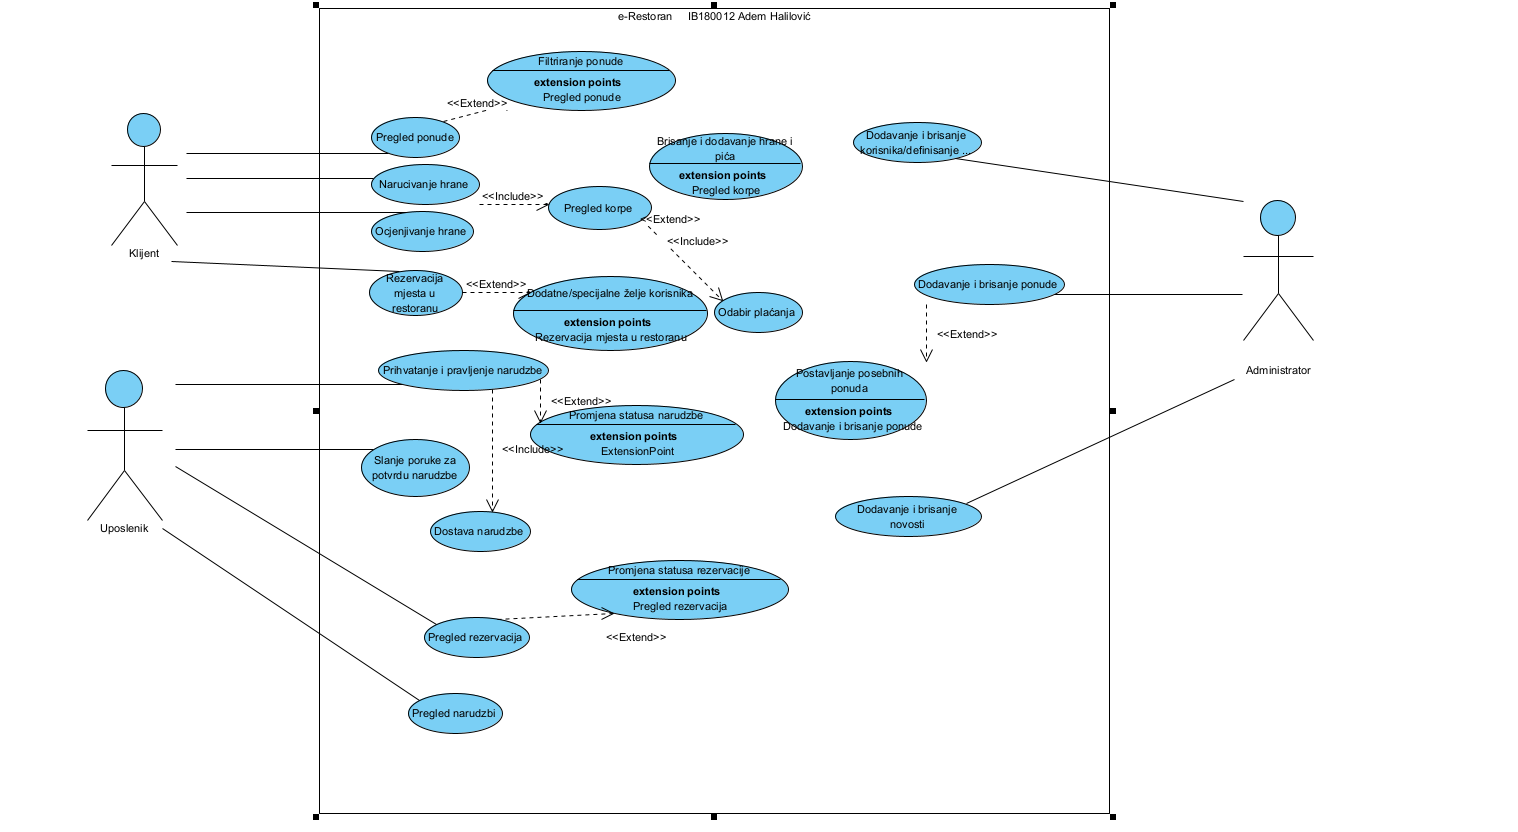 e-Restoran IB180012 Adem Halilović
Filtriranje ponude
extension points
Pregled ponude
<<Extend>>
Pregled ponude
Brisanje i dodavanje hrane i
pića
extension points
Pregled korpe
Dodavanje i brisanje
korisnika/definisanje ...
Narucivanje hrane
<<Include>>
Pregled korpe
<<Extend>>
Ocjenjivanje hrane
<<Include>>
Klijent
Rezervacija
mjesta u
restoranu
<<Extend>>
Dodatne/specijalne želje korisnika
extension points
Rezervacija mjesta u restoranu
Odabir plaćanja
Dodavanje i brisanje ponude
<<Extend>>
Administrator
Prihvatanje i pravljenje narudzbe
<<Extend>>
Postavljanje posebnih
ponuda
extension points
Dodavanje i brisanje ponude
Promjena statusa narudzbe
extension points
ExtensionPoint
<<Include>>
Slanje poruke za
potvrdu narudzbe
Uposlenik
Dostava narudzbe
Dodavanje i brisanje
novosti
Promjena statusa rezervacije
extension points
Pregled rezervacija
Pregled rezervacija
<<Extend>>
Pregled narudzbi